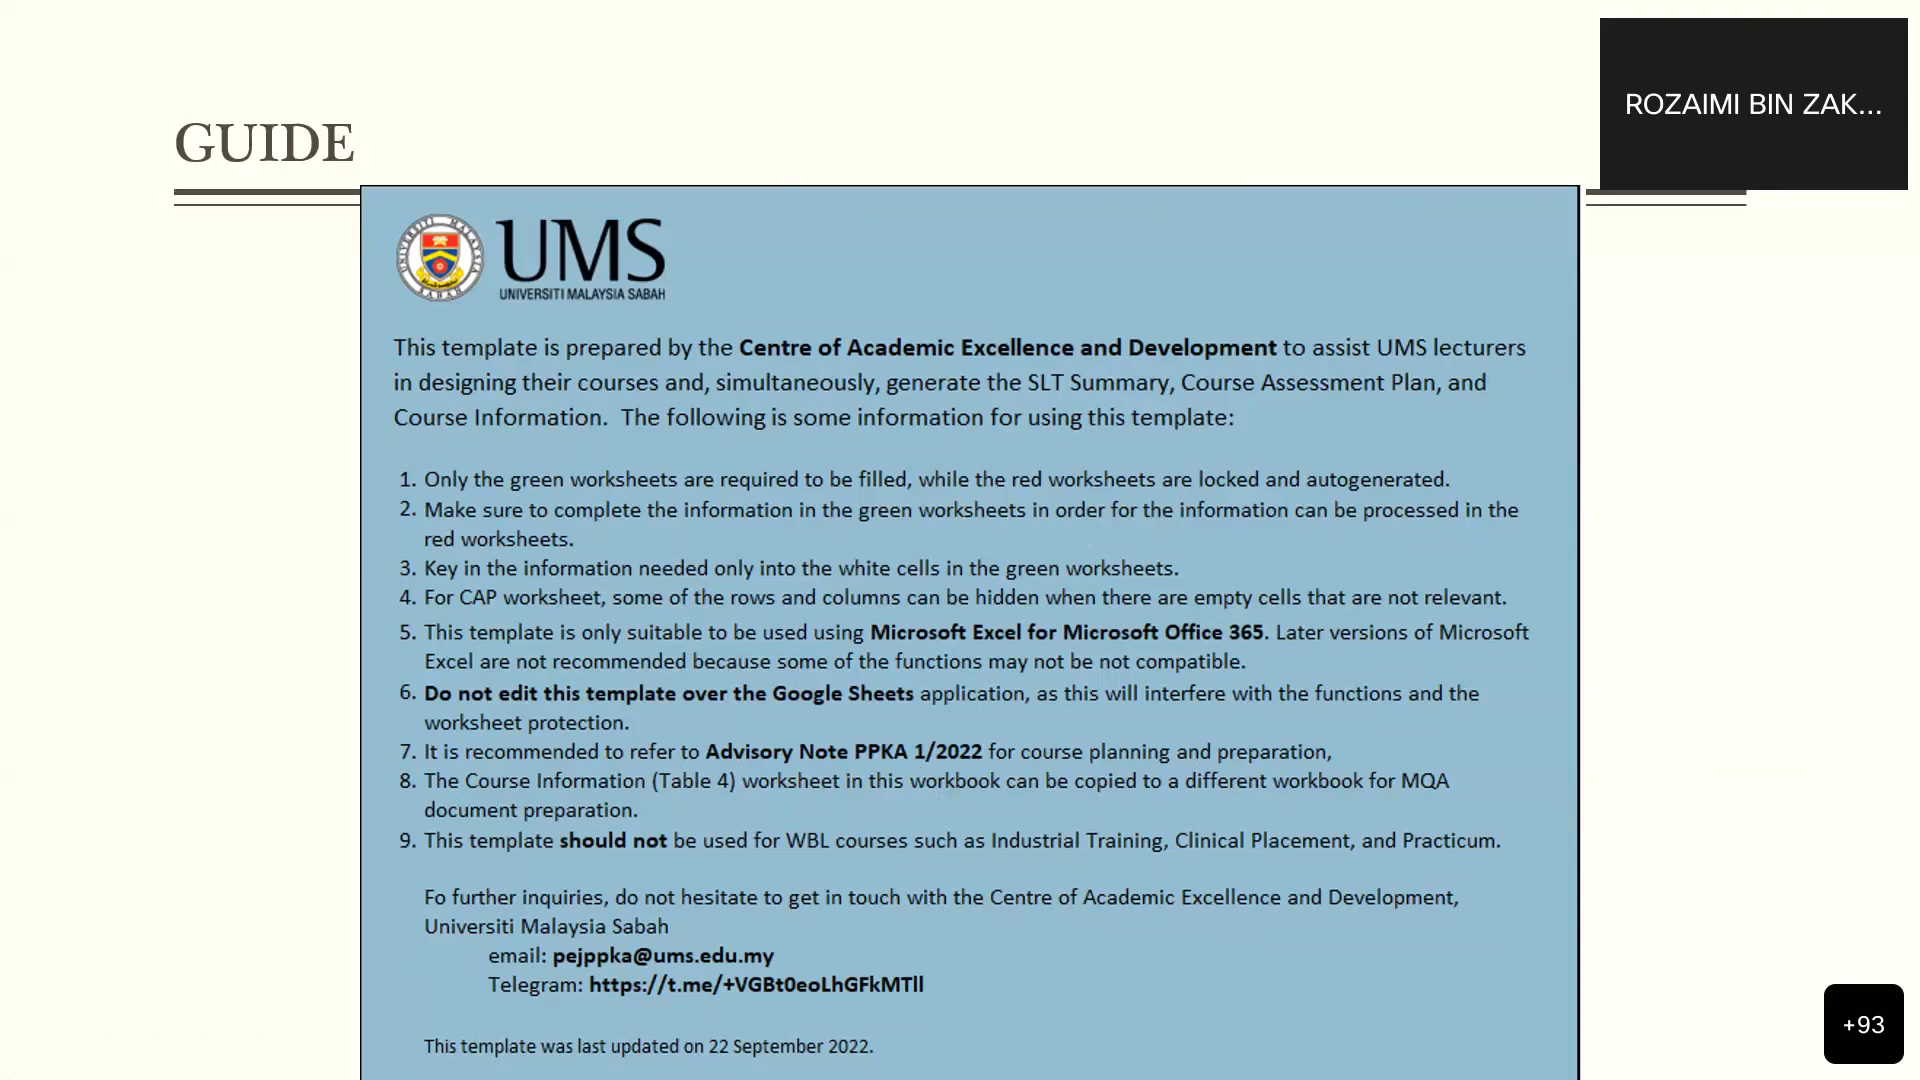 ROZAIMI BIN ZAK...
GUIDE
UNIVERSITI MALAYSIA SABAH
UMS
UNIVERSITI MALAYSIA SABAH
This template is prepared by the Centre of Academic Excellence and Development to assist UMS lecturers
in designing their courses and, simultaneously, generate the SLT Summary, Course Assessment Plan, and
Course Information.  The following is some information for using this template:
1. Only the green worksheets are required to be filled, while the red worksheets are locked and autogenerated.
2. Make sure to complete the information in the green worksheets in order for the information can be processed in the
red worksheets.
3. Key in the information needed only into the white cells in the green worksheets.
4. For CAP worksheet, some of the rows and columns can be hidden when there are empty cells that are not relevant.
5. This template is only suitable to be used using Microsoft Excel for Microsoft Office 365. Later versions of Microsoft
Excel are not recommended because some of the functions may not be not compatible.
6. Do not edit this template over the Google Sheets application, as this will interfere with the functions and the
worksheet protection.
7. It is recommended to refer to Advisory Note PPKA 1/2022 for course planning and preparation,
8. The Course Information (Table 4) worksheet in this workbook can be copied to a different workbook for MQA
document preparation.
9. This template should not be used for WBL courses such as Industrial Training, Clinical Placement, and Practicum.
Fo further inquiries, do not hesitate to get in touch with the Centre of Academic Excellence and Development,
Universiti Malaysia Sabah
email: pejppka@ums.edu.my
Telegram: https://t.me/+VGBt0eoLhGFkMTll
This template was last updated on 22 September 2022.
+93